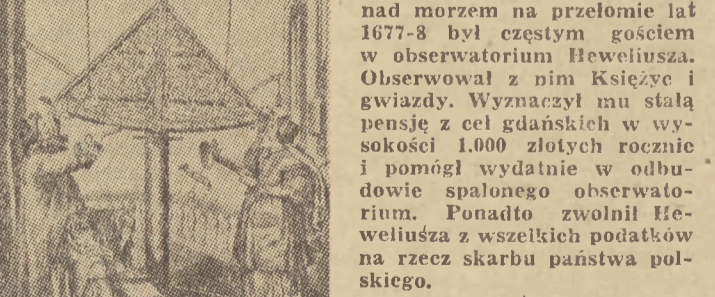 nad morzem na przełomie lat
1677-8 był częstym gościem
w obserwatorium Heweliusza.
Obserwował z nim Księżyc i
gwiazdy. Wyznaczył mu stałą
pensję z ceł gdańskich w wy-
sokości 1.000 złotych rocznie
i pomógł wydatnie w odbu-
dowie spalonego obserwato-
rium. Ponadto zwolnił He-
weliusza z wszelkich podatków
na rzecz skarbu państwa pol-
skiego.